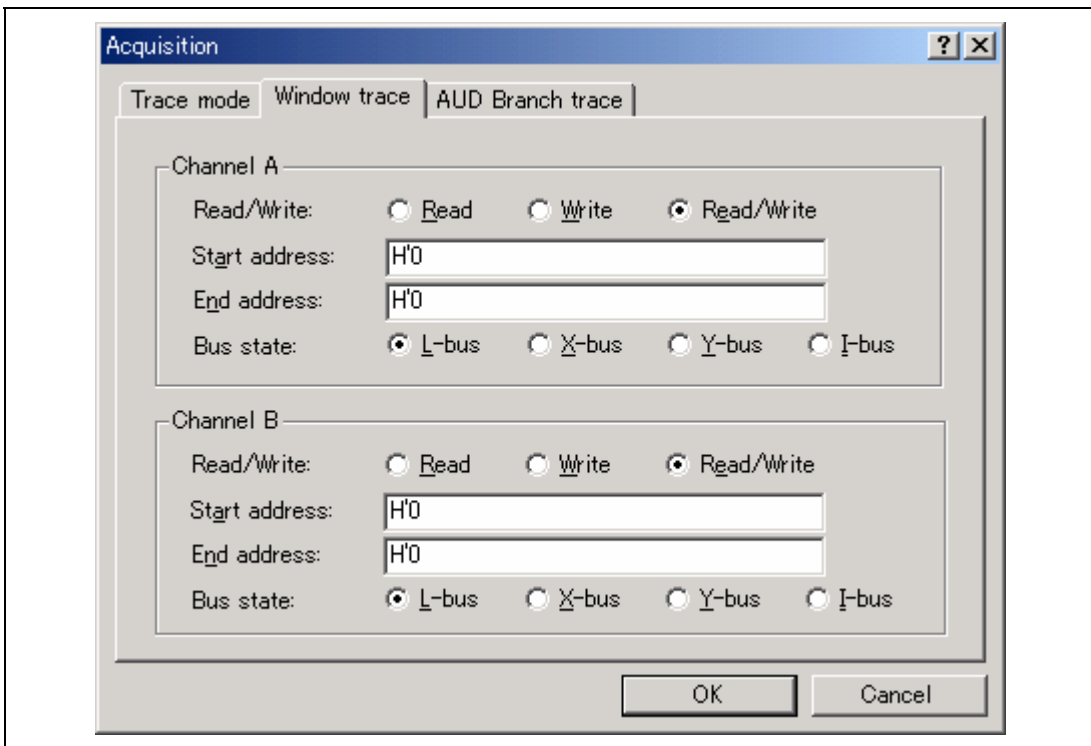 Acquisition
Trace mode Window trace AUD Branch trace
Channel A
Read/Write: Read Write Read/Write
Start address: H'0
End address: H'0
Bus state: L-bus X-bus Y-bus I-bus
Channel B
Read/Write: Read Write Read/Write
Start address: H'0
End address: H'0
Bus state: L-bus X-bus Y-bus I-bus
OK Cancel